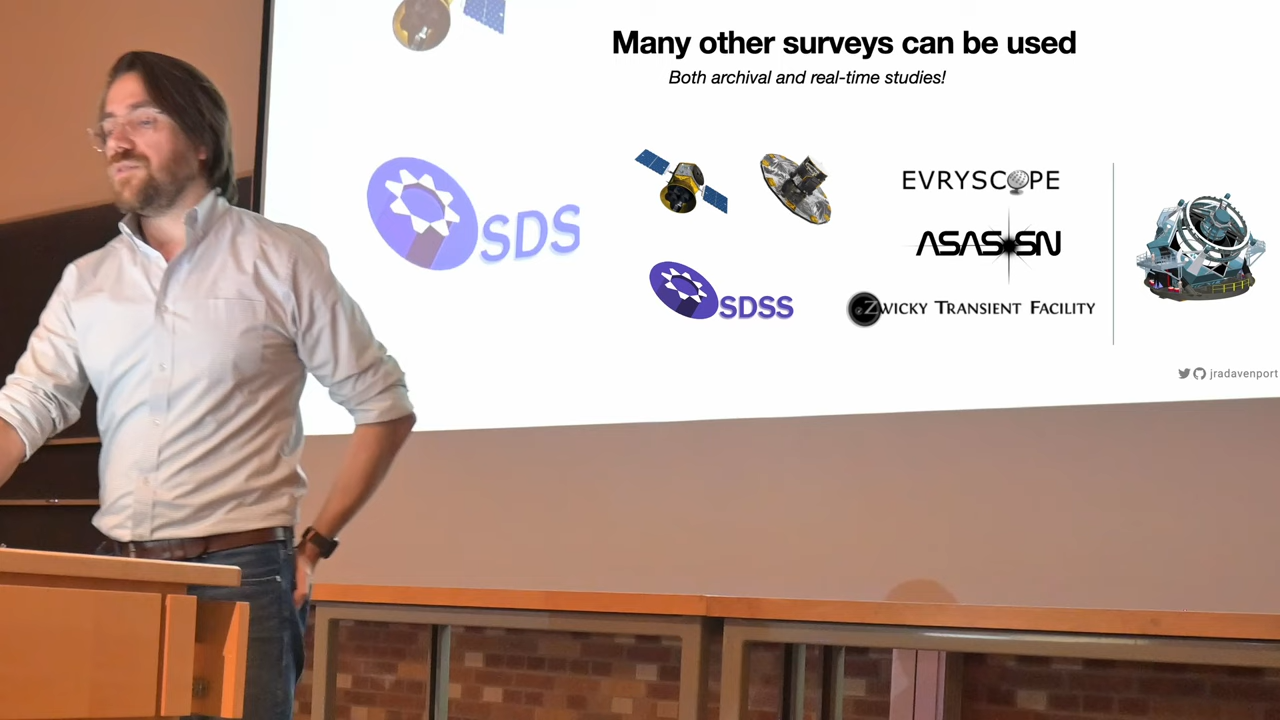 Many other surveys can be used
Both archival and real-time studies!
SDS
EVRYSCOPE
ASAS-SN
SDSS
ZWICKY TRANSIENT FACILITY
jradavenport